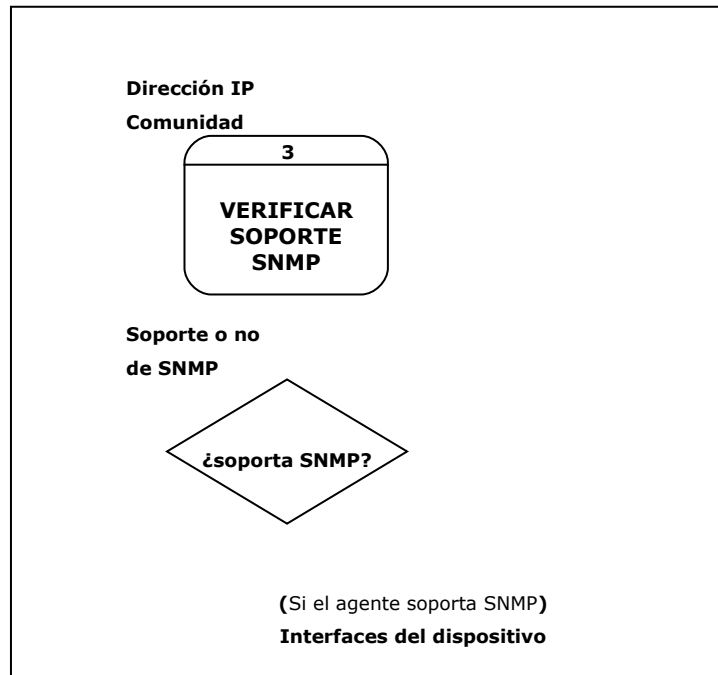 Dirección IP
Comunidad
3
VERIFICAR
SOPORTE
SNMP
Soporte o no
de SNMP
¿soporta SNMP?
(Si el agente soporta SNMP)
Interfaces del dispositivo